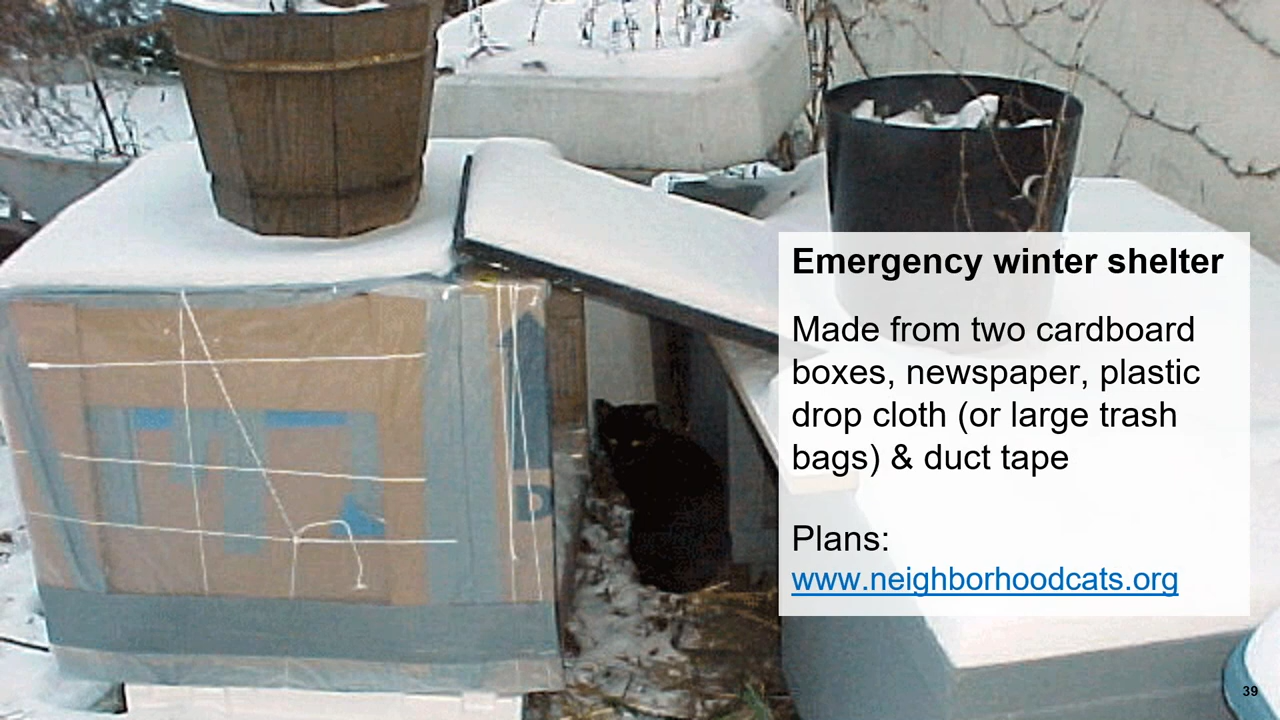 Emergency winter shelter
Made from two cardboard
boxes, newspaper, plastic
drop cloth (or large trash
bags) & duct tape
Plans:
www.neighborhoodcats.org
39